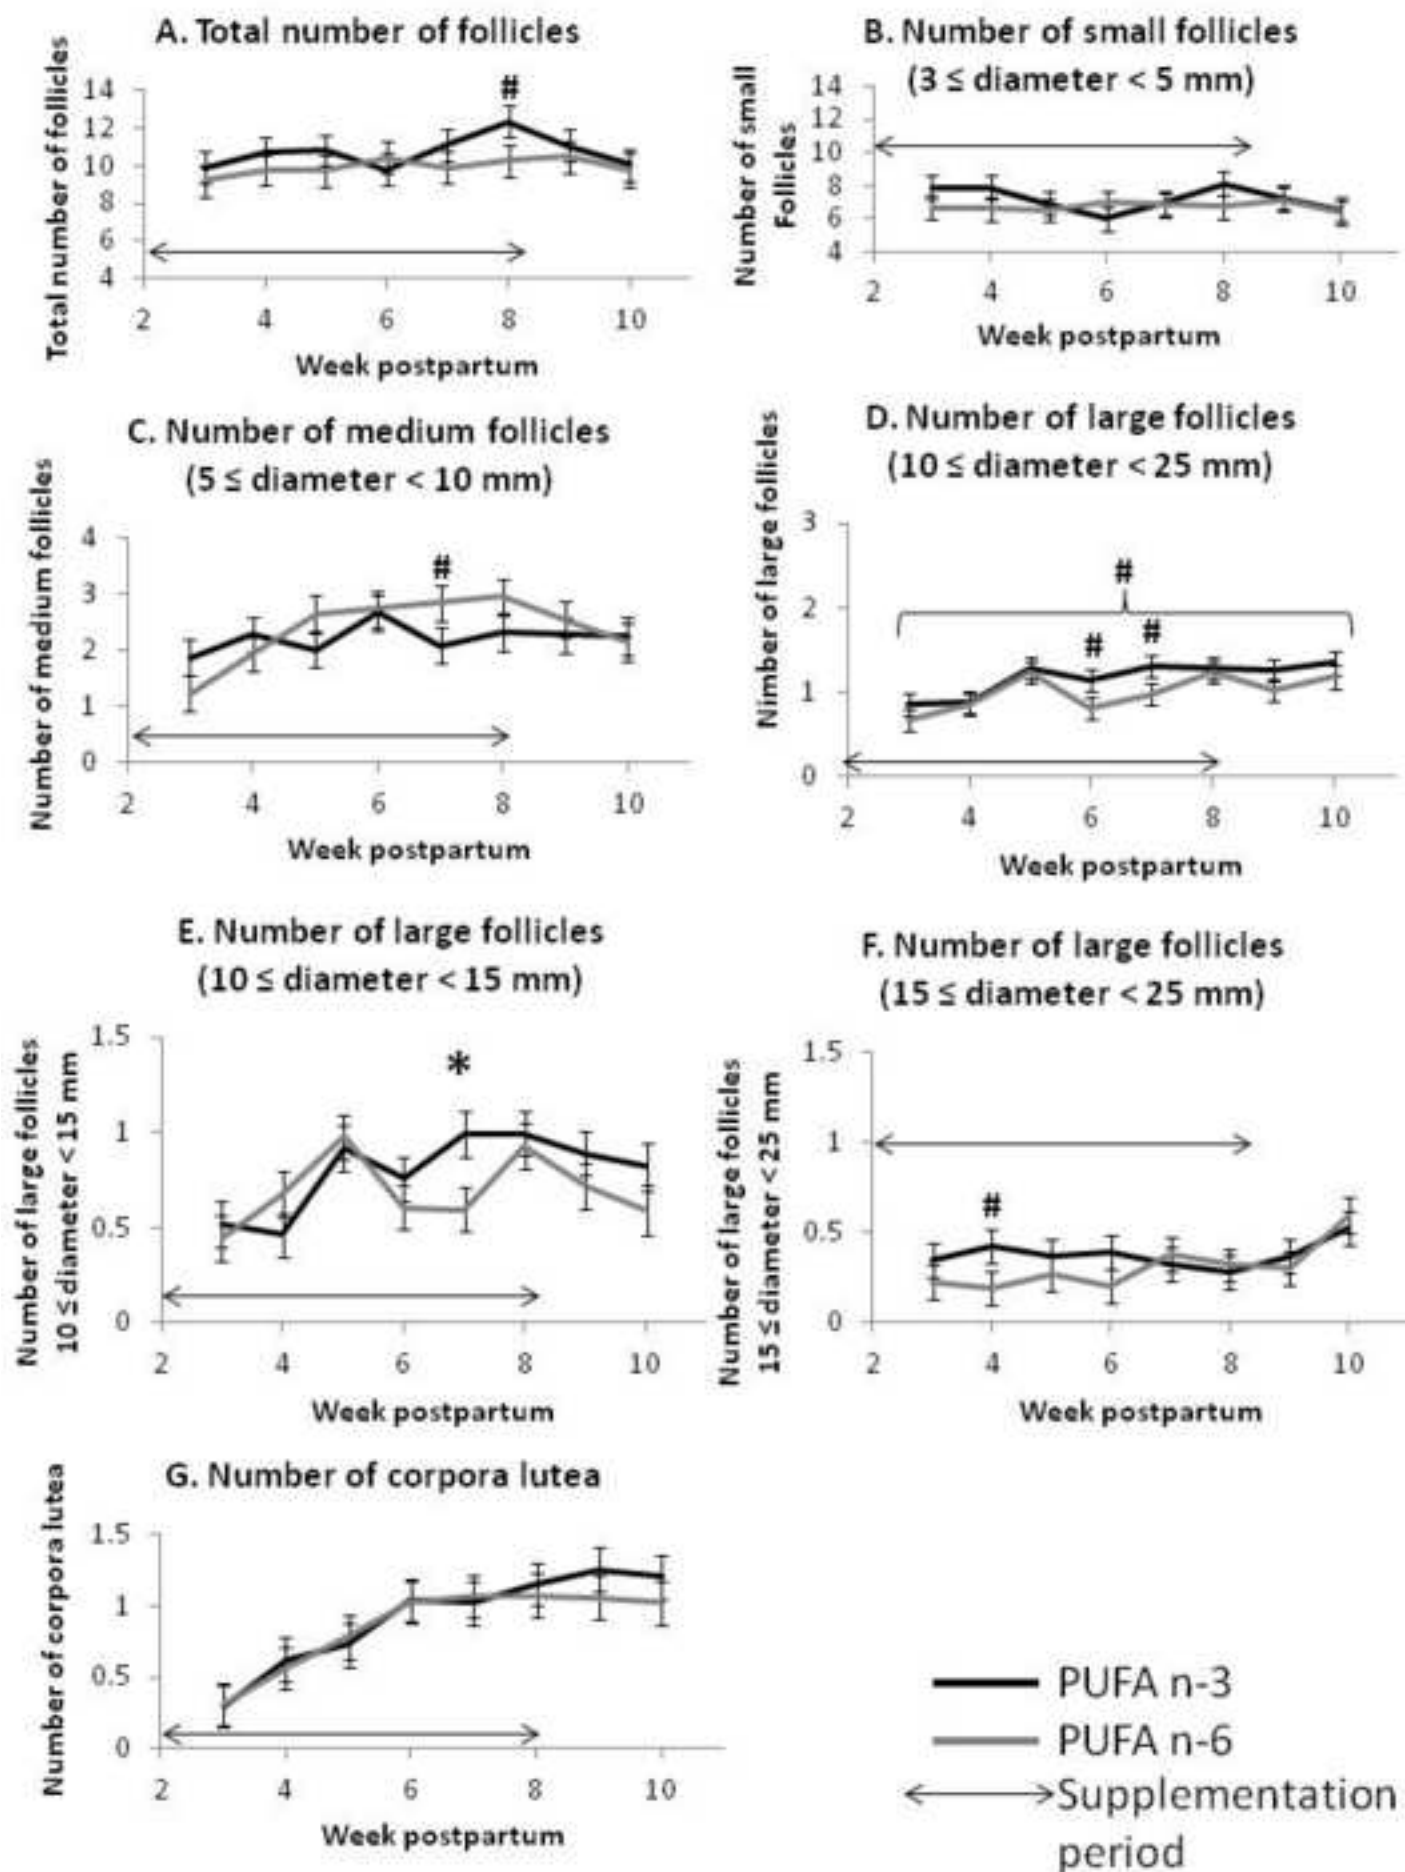 A. Total number of follicles
Total number of follicles
14
12
10
8
6
4
#
2
4
6
8
10
Week postpartum
B. Number of small follicles
(3 ≤ diameter < 5 mm)
Number of small
Follicles
14
12
10
8
6
4
2
4
6
8
10
Week postpartum
C. Number of medium follicles
(5 ≤ diameter < 10 mm)
Number of medium follicles
4
3
2
1
0
#
2
4
6
8
10
Week postpartum
D. Number of large follicles
(10 ≤ diameter < 25 mm)
Nimber of large follicles
3
2
1
0
#
#
#
2
4
6
8
10
Week postpartum
E. Number of large follicles
(10 ≤ diameter < 15 mm)
Number of large follicles
10 ≤ diameter < 15 mm
1.5
1
0.5
0
*
2
4
6
8
10
Week postpartum
F. Number of large follicles
(15 ≤ diameter < 25 mm)
Number of large follicles
15 ≤ diameter < 25 mm
1.5
1
0.5
0
#
2
4
6
8
10
Week postpartum
G. Number of corpora lutea
Number of corpora lutea
1.5
1
0.5
0
2
4
6
8
10
Week postpartum
PUFA n-3
PUFA n-6
Supplementation
period